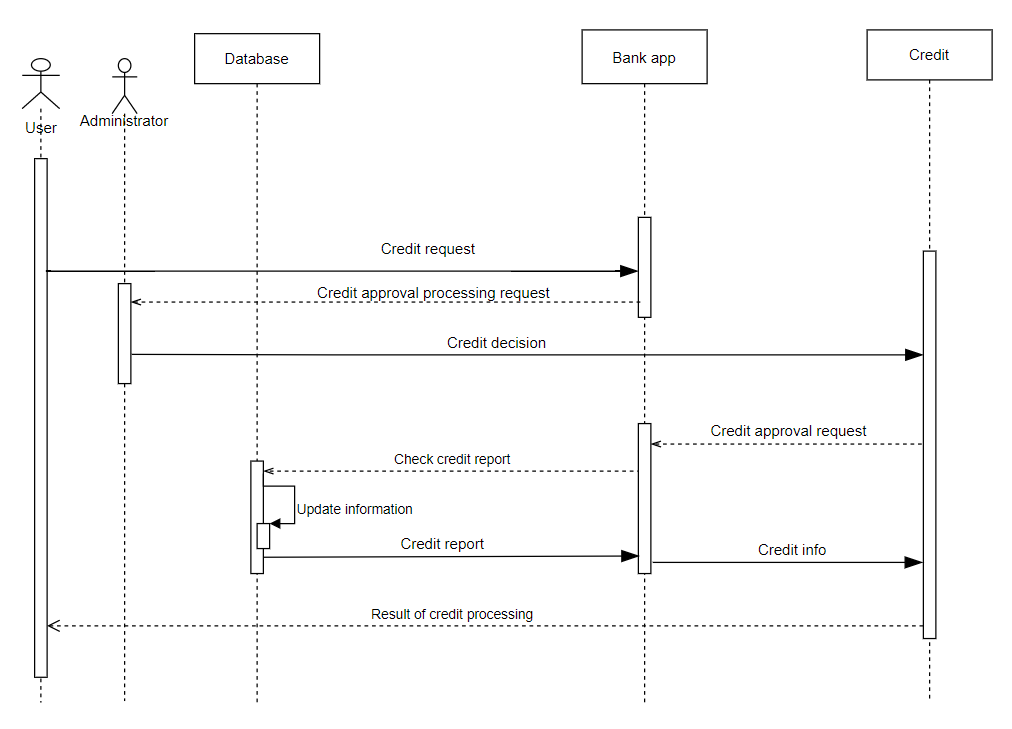 Database
Bank app
Credit
User
Administrator
Credit request
Credit approval processing request
Credit decision
Credit approval request
Check credit report
Update information
Credit report
Credit info
Result of credit processing